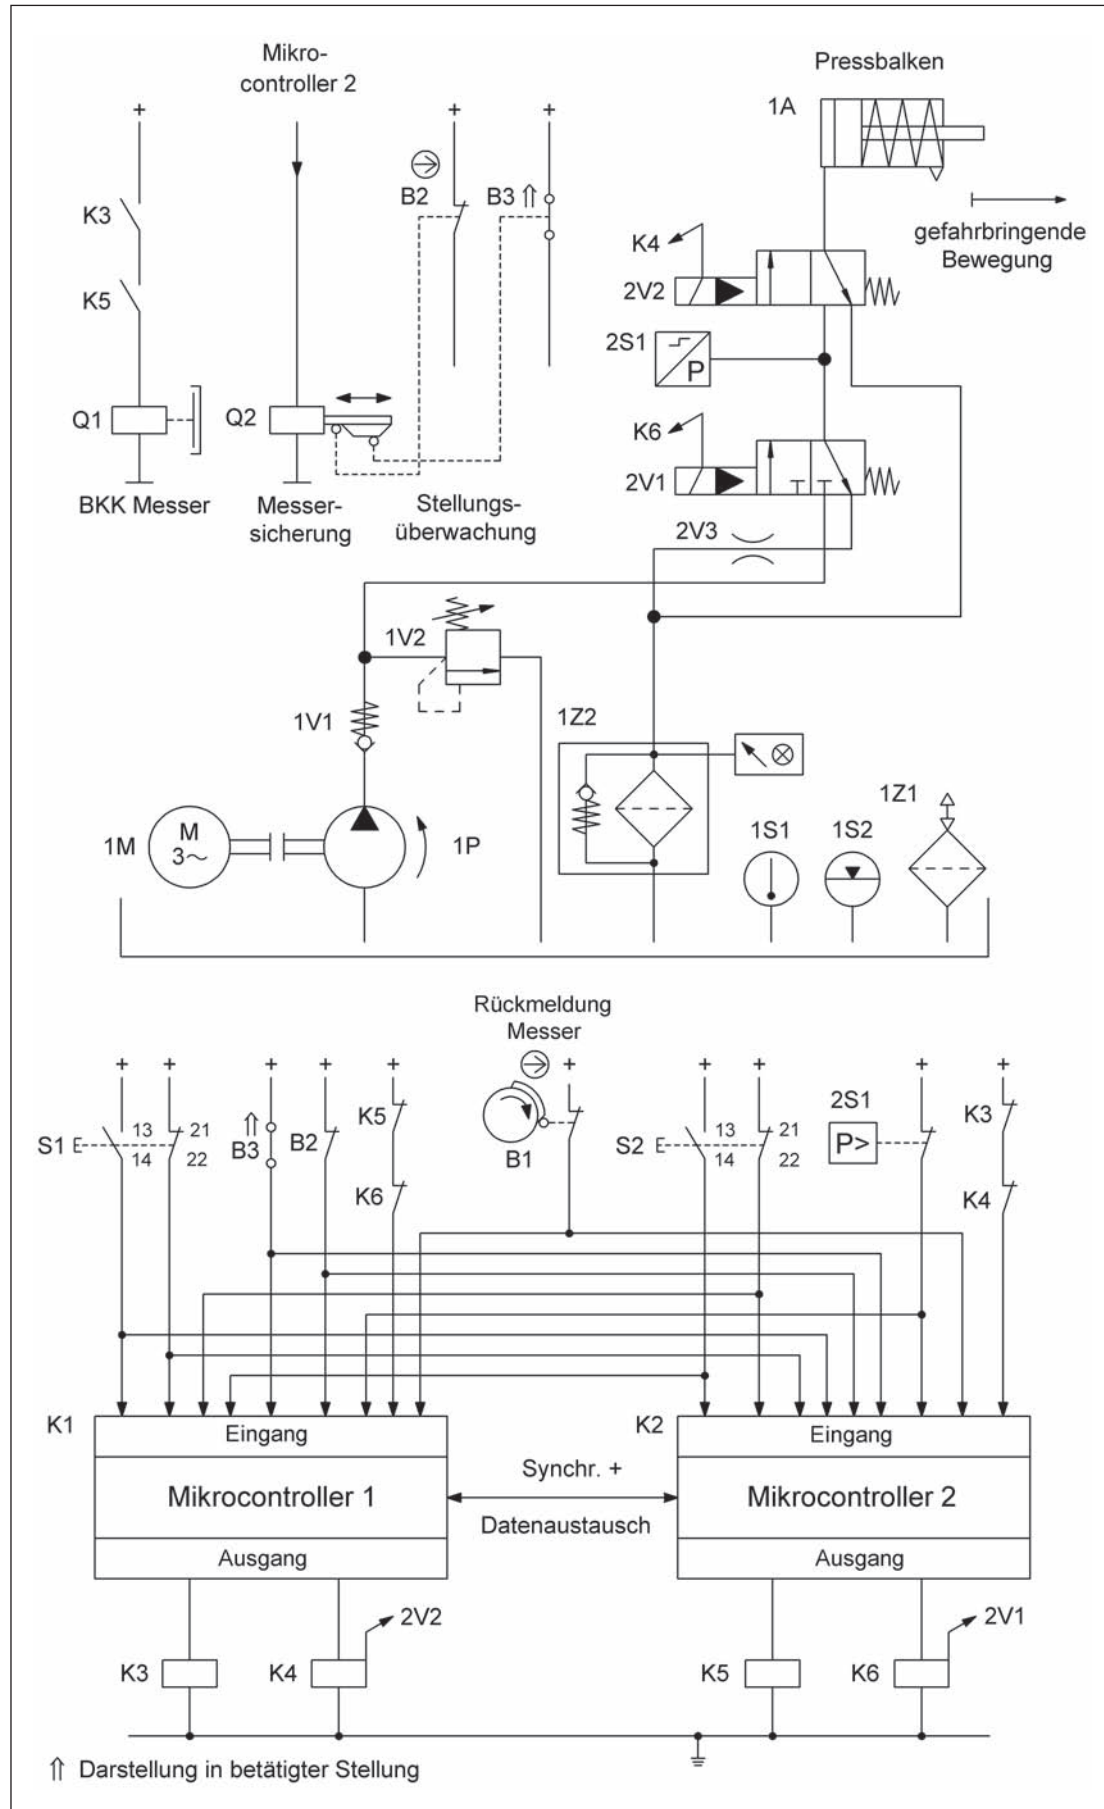 Mikro-
controller 2
Pressbalken
+
+
+
1A
K3
B2
B3 ⇑
K4
gefahrbringende
Bewegung
K5
2V2
2S1
P
Q1
Q2
K6
2V1
BKK Messer
Messer-
sicherung
Stellungs-
überwachung
2V3
1V2
1V1
1Z2
1Z1
1M
M
3~
1P
1S1
1S2
Rückmeldung
Messer
+
+
+
+
+
+
+
+
+
+
S1
13
14
21
22
⇑
B3
B2
K5
K6
B1
S2
13
14
21
22
2S1
P>
K3
K4
K1
Eingang
Mikrocontroller 1
Ausgang
Synchr. +
Datenaustausch
K2
Eingang
Mikrocontroller 2
Ausgang
2V2
2V1
K3
K4
K5
K6
⇑ Darstellung in betätigter Stellung